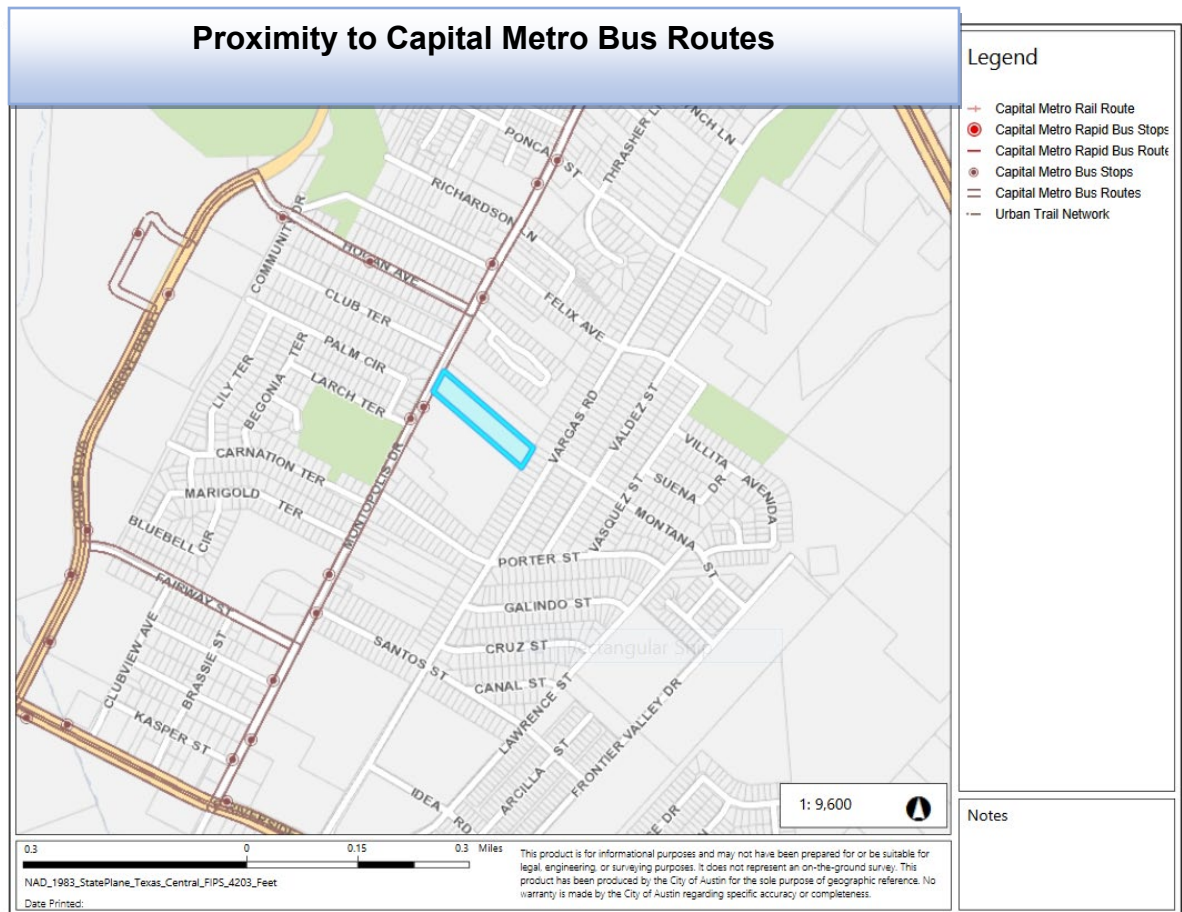 Proximity to Capital Metro Bus Routes
Legend
Capital Metro Rail Route
Capital Metro Rapid Bus Stops
Capital Metro Rapid Bus Route
Capital Metro Bus Stops
Capital Metro Bus Routes
Urban Trail Network
PONCA ST
THRASHER LN
RICHARDSON LN
COMMUNITY DR
HOGAN AVE
CLUB TER
FELIX AVE
PALM CIR
LARCH TER
LILY TER
BEGONIA TER
GROVE BLVD
VARGAS RD
VALDEZ ST
CARNATION TER
VILLITA AVENIDA
SUENA DR
MARIGOLD TER
MONTOPOLIS DR
VASQUEZ ST
MONTANA ST
BLUEBELL CIR
GROVE BLVD
PORTER ST
FAIRWAY ST
GALINDO ST
CLUBVIEW AVE
BRASSIE ST
SANTOS ST
CRUZ ST
CANAL ST
LAWRENCE ST
KASPER ST
FRONTIER VALLEY DR
ARCILLA ST
IDEA RD
RIVERSIDE
1: 9,600
Notes
0.3 0 0.15 0.3 Miles
NAD_1983_StatePlane_Texas_Central_FIPS_4203_Feet
Date Printed:
This product is for informational purposes and may not have been prepared for or be suitable for
legal, engineering, or surveying purposes. It does not represent an on-the-ground survey. This
product has been produced by the City of Austin for the sole purpose of geographic reference. No
warranty is made by the City of Austin regarding specific accuracy or completeness.